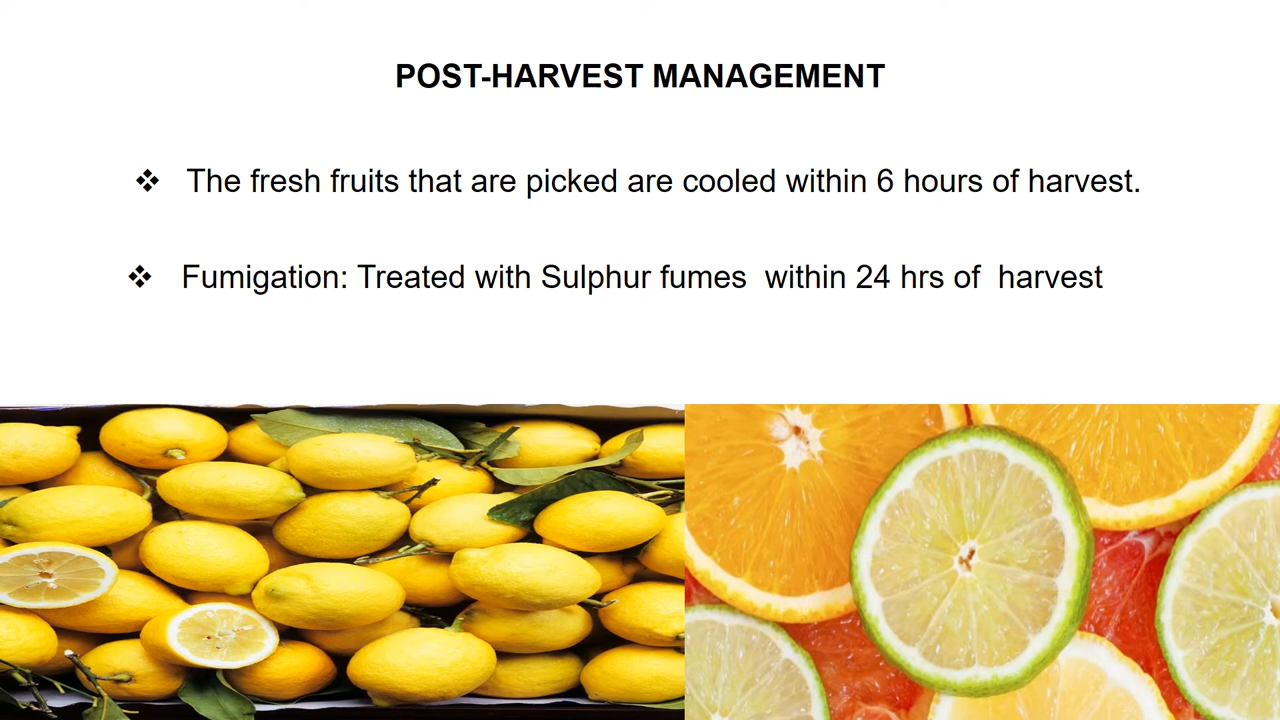 POST-HARVEST MANAGEMENT
❖ The fresh fruits that are picked are cooled within 6 hours of harvest.
❖ Fumigation: Treated with Sulphur fumes  within 24 hrs of  harvest